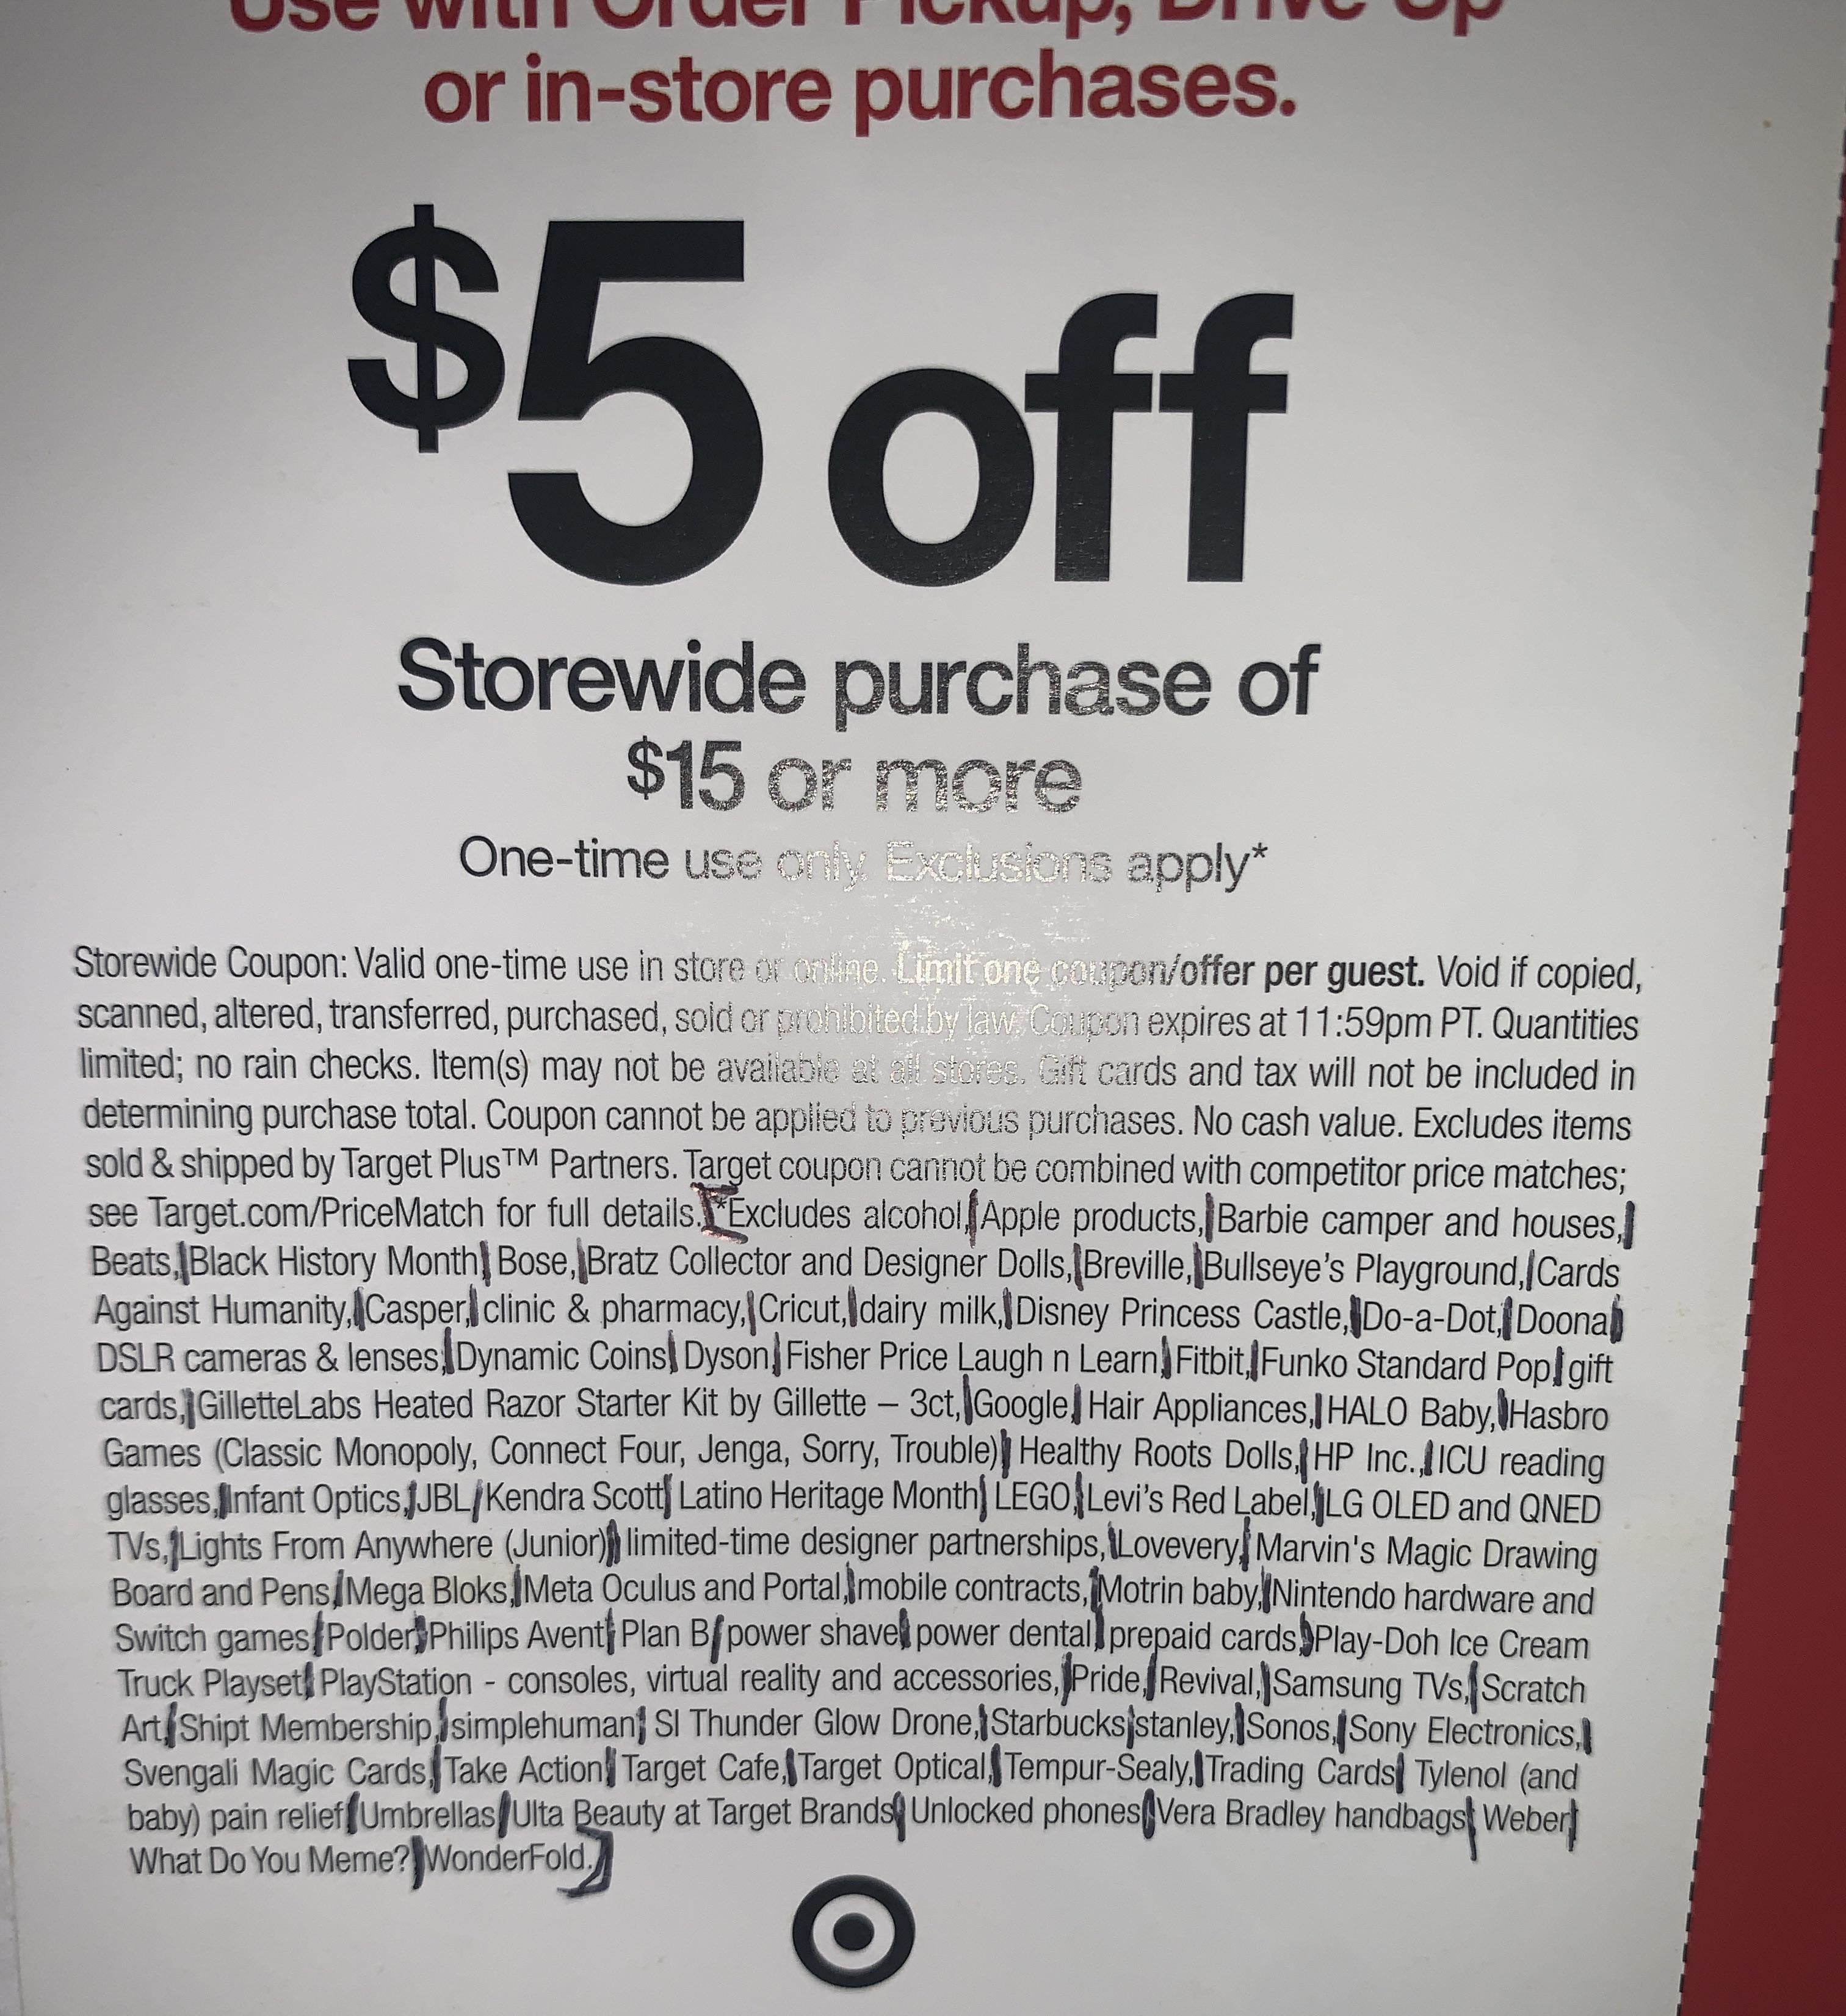 Use with Order Pickup, Drive Up
or in-store purchases.
$5 off
Storewide purchase of
$15 or more
One-time use only. Exclusions apply*
Storewide Coupon: Valid one-time use in store or online. Limit one coupon/offer per guest. Void if copied,
scanned, altered, transferred, purchased, sold or prohibited by law. Coupon expires at 11:59pm PT. Quantities
limited; no rain checks. Item(s) may not be available at all stores. Gift cards and tax will not be included in
determining purchase total. Coupon cannot be applied to previous purchases. No cash value. Excludes items
sold & shipped by Target Plus™ Partners. Target coupon cannot be combined with competitor price matches;
see Target.com/PriceMatch for full details. *Excludes alcohol, Apple products, Barbie camper and houses,
Beats, Black History Month, Bose, Bratz Collector and Designer Dolls, Breville, Bullseye's Playground, Cards
Against Humanity, Casper, clinic & pharmacy, Cricut, dairy milk, Disney Princess Castle, Do-a-Dot, Doona,
DSLR cameras & lenses, Dynamic Coins, Dyson, Fisher Price Laugh n Learn, Fitbit, Funko Standard Pop, gift
cards, GilletteLabs Heated Razor Starter Kit by Gillette – 3ct, Google, Hair Appliances, HALO Baby, Hasbro
Games (Classic Monopoly, Connect Four, Jenga, Sorry, Trouble), Healthy Roots Dolls, HP Inc., ICU reading
glasses, Infant Optics, JBL, Kendra Scott, Latino Heritage Month, LEGO, Levi's Red Label, LG OLED and QNED
TVs, Lights From Anywhere (Junior), limited-time designer partnerships, Lovevery, Marvin's Magic Drawing
Board and Pens, Mega Bloks, Meta Oculus and Portal, mobile contracts, Motrin baby, Nintendo hardware and
Switch games, Polder, Philips Avent, Plan B, power shave, power dental, prepaid cards, Play-Doh Ice Cream
Truck Playset, PlayStation - consoles, virtual reality and accessories, Pride, Revival, Samsung TVs, Scratch
Art, Shipt Membership, simplehuman, SI Thunder Glow Drone, Starbucks, stanley, Sonos, Sony Electronics,
Svengali Magic Cards, Take Action, Target Cafe, Target Optical, Tempur-Sealy, Trading Cards, Tylenol (and
baby) pain relief, Umbrellas, Ulta Beauty at Target Brands, Unlocked phones, Vera Bradley handbags, Weber,
What Do You Meme?, WonderFold.